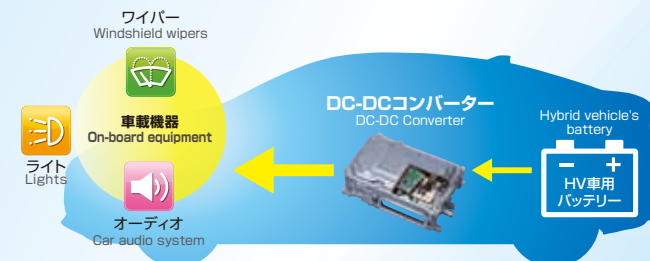 ワイパー
Windshield wipers
車載機器
On-board equipment
ライト
Lights
オーディオ
Car audio system
DC-DCコンバーター
DC-DC Converter
Hybrid vehicle's
battery
HV車用
バッテリー